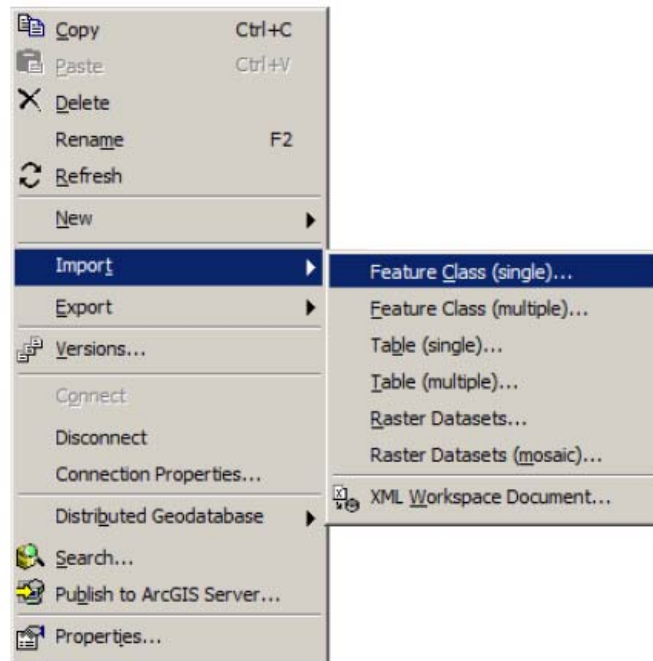 Copy Ctrl+C
Paste Ctrl+V
Delete
Rename F2
Refresh
New
Import
Export
Versions...
Connect
Disconnect
Connection Properties...
Distributed Geodatabase
Search...
Publish to ArcGIS Server...
Properties...
Feature Class (single)...
Feature Class (multiple)...
Table (single)...
Table (multiple)...
Raster Datasets...
Raster Datasets (mosaic)...
XML Workspace Document...